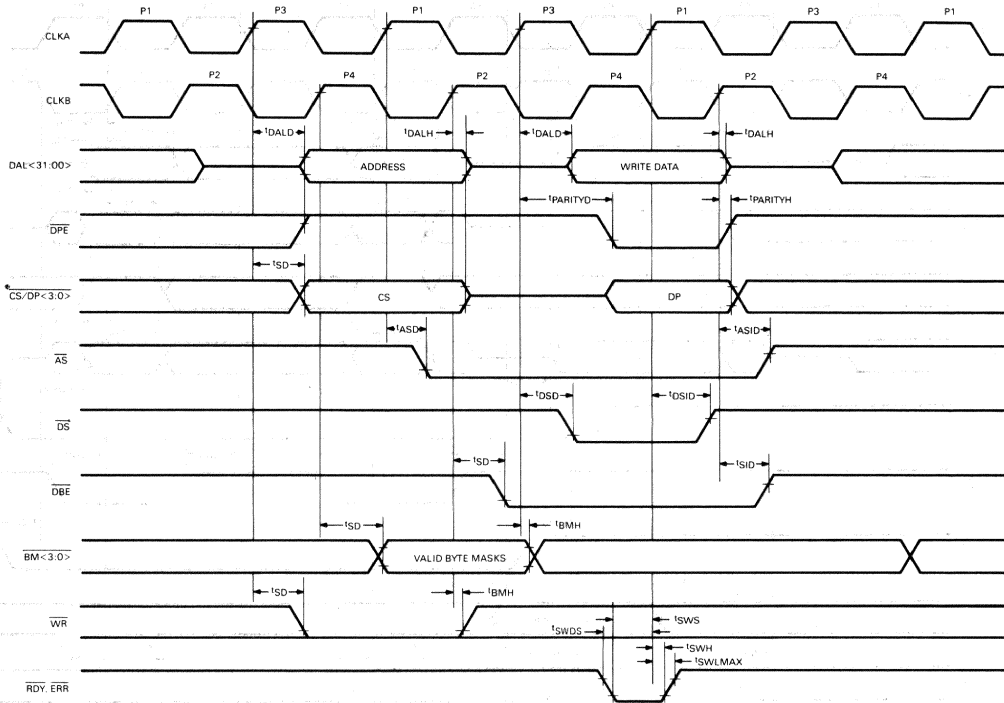 P1 P3 P1 P3 P1 P3 P1
CLKA
P2 P4 P2 P4 P2 P4
CLKB
tDALD tDALH tDALD tDALH
DAL<31:00> ADDRESS WRITE DATA
tPARITYD tPARITYH
DPE
tSD
*CS/DP<3:0> CS DP
tASD tASID
AS
tDSD tDSID
DS
tSD tSID
DBE
tSD tBMH
BM<3:0> VALID BYTE MASKS
tSD tBMH
WR tSWS
tSWDS
tSWH
tSWLMAX
RDY, ERR